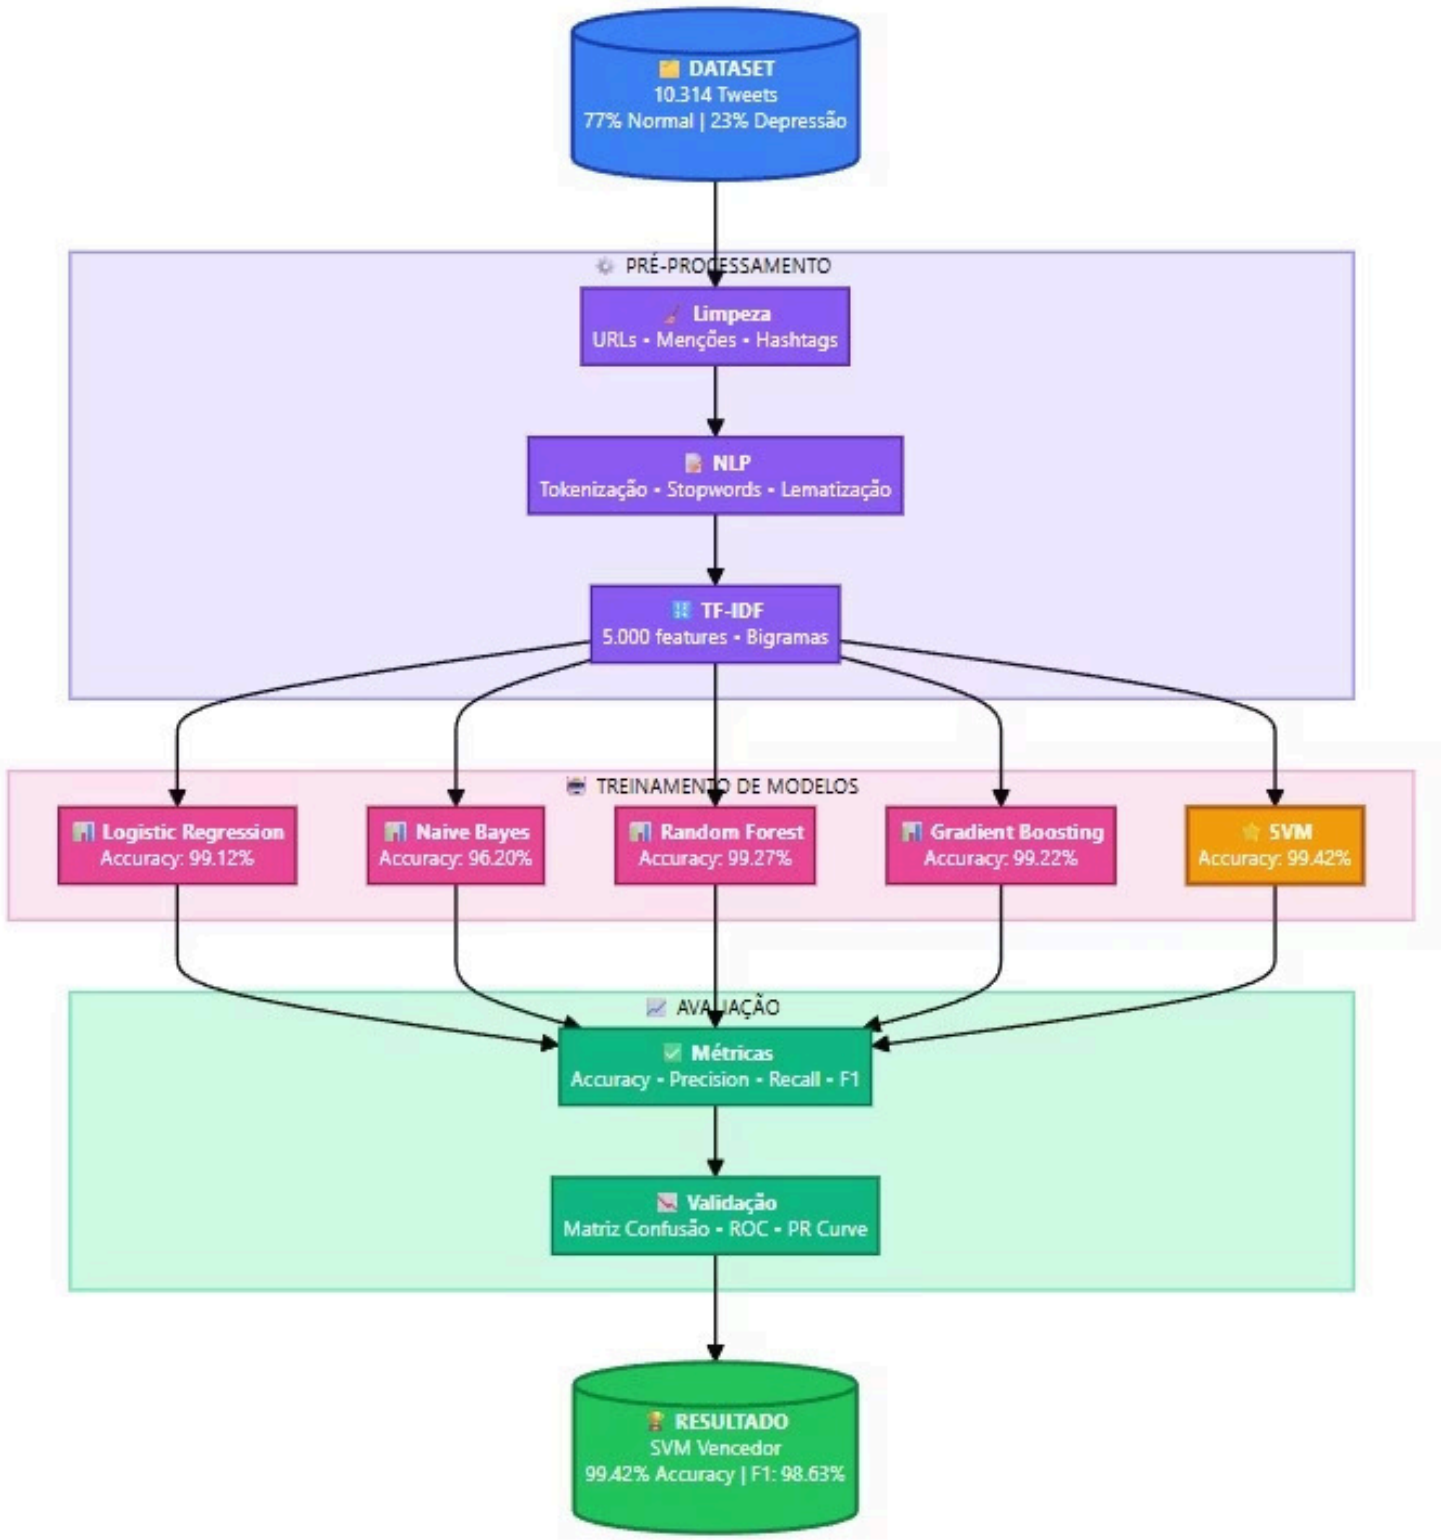 DATASET
10.314 Tweets
77% Normal | 23% Depressão
PRÉ-PROCESSAMENTO
Limpeza
URLs • Menções • Hashtags
NLP
Tokenização • Stopwords • Lematização
TF-IDF
5.000 features • Bigramas
TREINAMENTO DE MODELOS
Logistic Regression
Accuracy: 99.12%
Naive Bayes
Accuracy: 96.20%
Random Forest
Accuracy: 99.27%
Gradient Boosting
Accuracy: 99.22%
SVM
Accuracy: 99.42%
AVALIAÇÃO
Métricas
Accuracy • Precision • Recall • F1
Validação
Matriz Confusão • ROC • PR Curve
RESULTADO
SVM Vencedor
99.42% Accuracy | F1: 98.63%